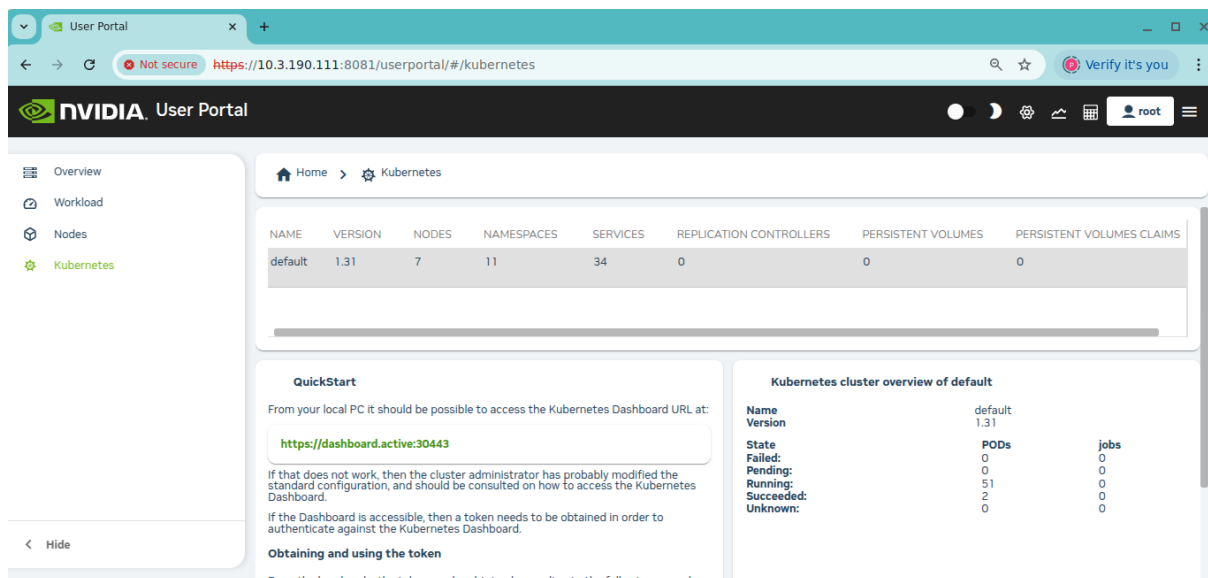 User Portal
Not secure https://10.3.190.111:8081/userportal/#/kubernetes
Verify it's you
NVIDIA. User Portal
root
Overview
Workload
Nodes
Kubernetes
Hide
Home > Kubernetes
NAME VERSION NODES NAMESPACES SERVICES REPLICATION CONTROLLERS PERSISTENT VOLUMES PERSISTENT VOLUMES CLAIMS
default 1.31 7 11 34 0 0 0
QuickStart
From your local PC it should be possible to access the Kubernetes Dashboard URL at:
https://dashboard.active:30443
If that does not work, then the cluster administrator has probably modified the
standard configuration, and should be consulted on how to access the Kubernetes
Dashboard.
If the Dashboard is accessible, then a token needs to be obtained in order to
authenticate against the Kubernetes Dashboard.
Obtaining and using the token
Kubernetes cluster overview of default
Name default
Version 1.31
State PODs jobs
Failed: 0 0
Pending: 0 0
Running: 51 0
Succeeded: 2 0
Unknown: 0 0